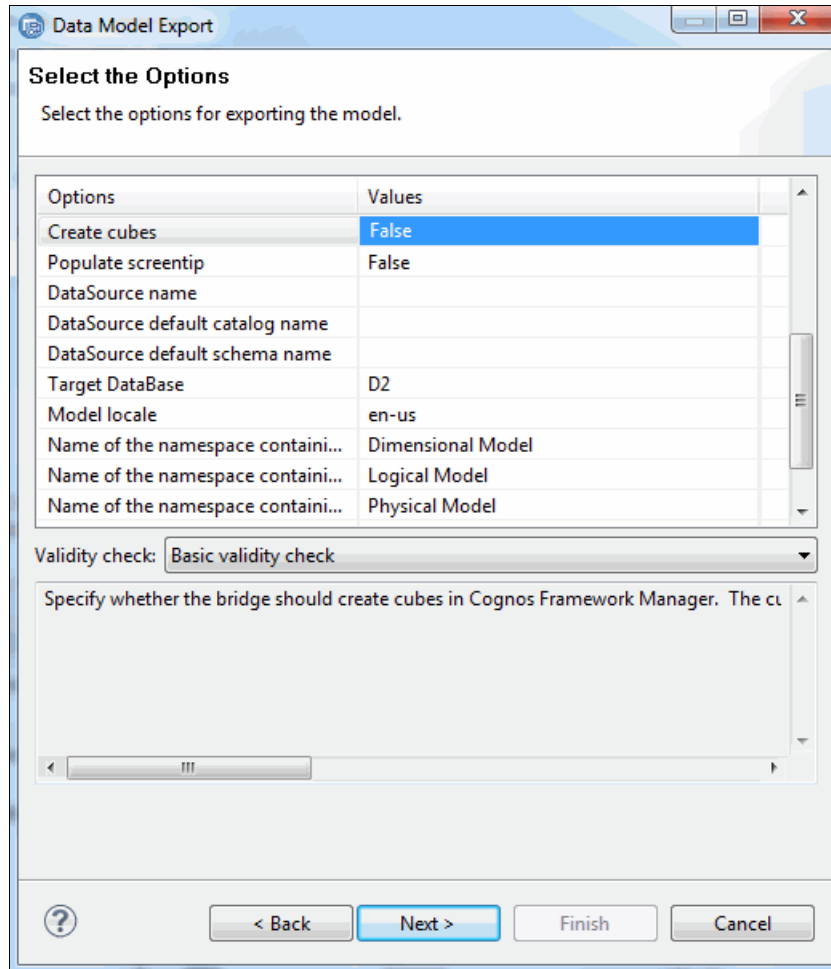 Data Model Export
Select the Options
Select the options for exporting the model.
Options Values
Create cubes False
Populate screentip False
DataSource name
DataSource default catalog name
DataSource default schema name
Target DataBase D2
Model locale en-us
Name of the namespace containi... Dimensional Model
Name of the namespace containi... Logical Model
Name of the namespace containi... Physical Model
Validity check: Basic validity check
Specify whether the bridge should create cubes in Cognos Framework Manager. The cu
? < Back Next > Finish Cancel